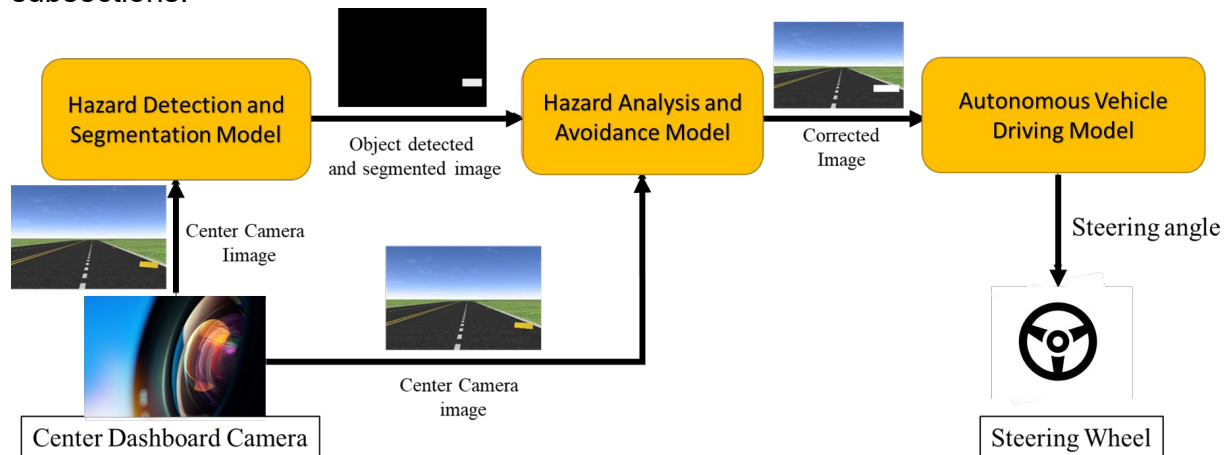 subsections.
Hazard Detection and
Segmentation Model
Object detected
and segmented image
Hazard Analysis and
Avoidance Model
Corrected
Image
Autonomous Vehicle
Driving Model
Center Camera
Iimage
Steering angle
Center Camera
image
Center Dashboard Camera
Steering Wheel